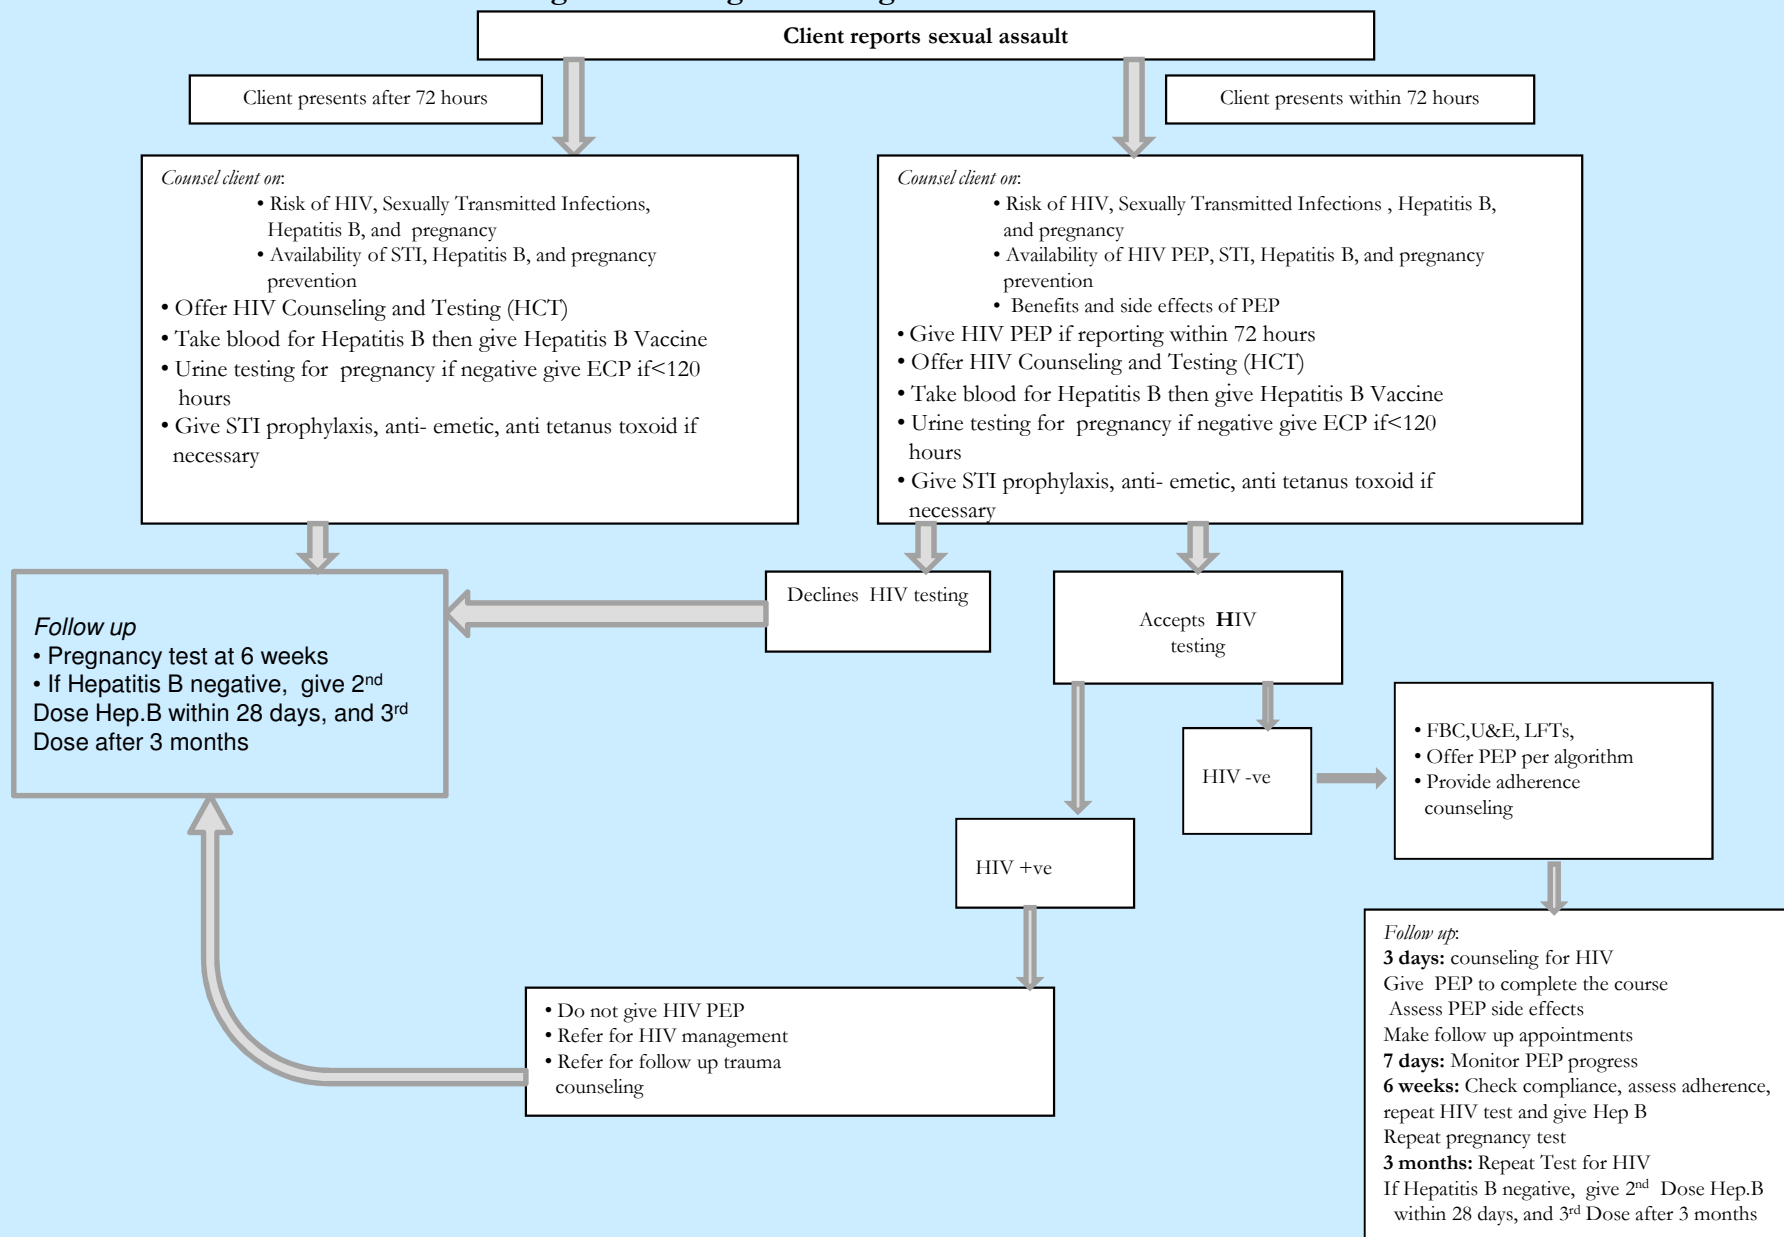 Client reports sexual assault
Client presents after 72 hours
Client presents within 72 hours
Counsel client on:
• Risk of HIV, Sexually Transmitted Infections,
Hepatitis B, and pregnancy
• Availability of STI, Hepatitis B, and pregnancy
prevention
• Offer HIV Counseling and Testing (HCT)
• Take blood for Hepatitis B then give Hepatitis B Vaccine
• Urine testing for pregnancy if negative give ECP if<120
hours
• Give STI prophylaxis, anti- emetic, anti tetanus toxoid if
necessary
Counsel client on:
• Risk of HIV, Sexually Transmitted Infections , Hepatitis B,
and pregnancy
• Availability of HIV PEP, STI, Hepatitis B, and pregnancy
prevention
• Benefits and side effects of PEP
• Give HIV PEP if reporting within 72 hours
• Offer HIV Counseling and Testing (HCT)
• Take blood for Hepatitis B then give Hepatitis B Vaccine
• Urine testing for pregnancy if negative give ECP if<120
hours
• Give STI prophylaxis, anti- emetic, anti tetanus toxoid if
necessary
Follow up
• Pregnancy test at 6 weeks
• If Hepatitis B negative, give 2nd
Dose Hep.B within 28 days, and 3rd
Dose after 3 months
Declines HIV testing
Accepts HIV
testing
HIV -ve
• FBC,U&E, LFTs,
• Offer PEP per algorithm
• Provide adherence
counseling
HIV +ve
• Do not give HIV PEP
• Refer for HIV management
• Refer for follow up trauma
counseling
Follow up:
3 days: counseling for HIV
Give PEP to complete the course
Assess PEP side effects
Make follow up appointments
7 days: Monitor PEP progress
6 weeks: Check compliance, assess adherence,
repeat HIV test and give Hep B
Repeat pregnancy test
3 months: Repeat Test for HIV
If Hepatitis B negative, give 2nd Dose Hep.B
within 28 days, and 3rd Dose after 3 months